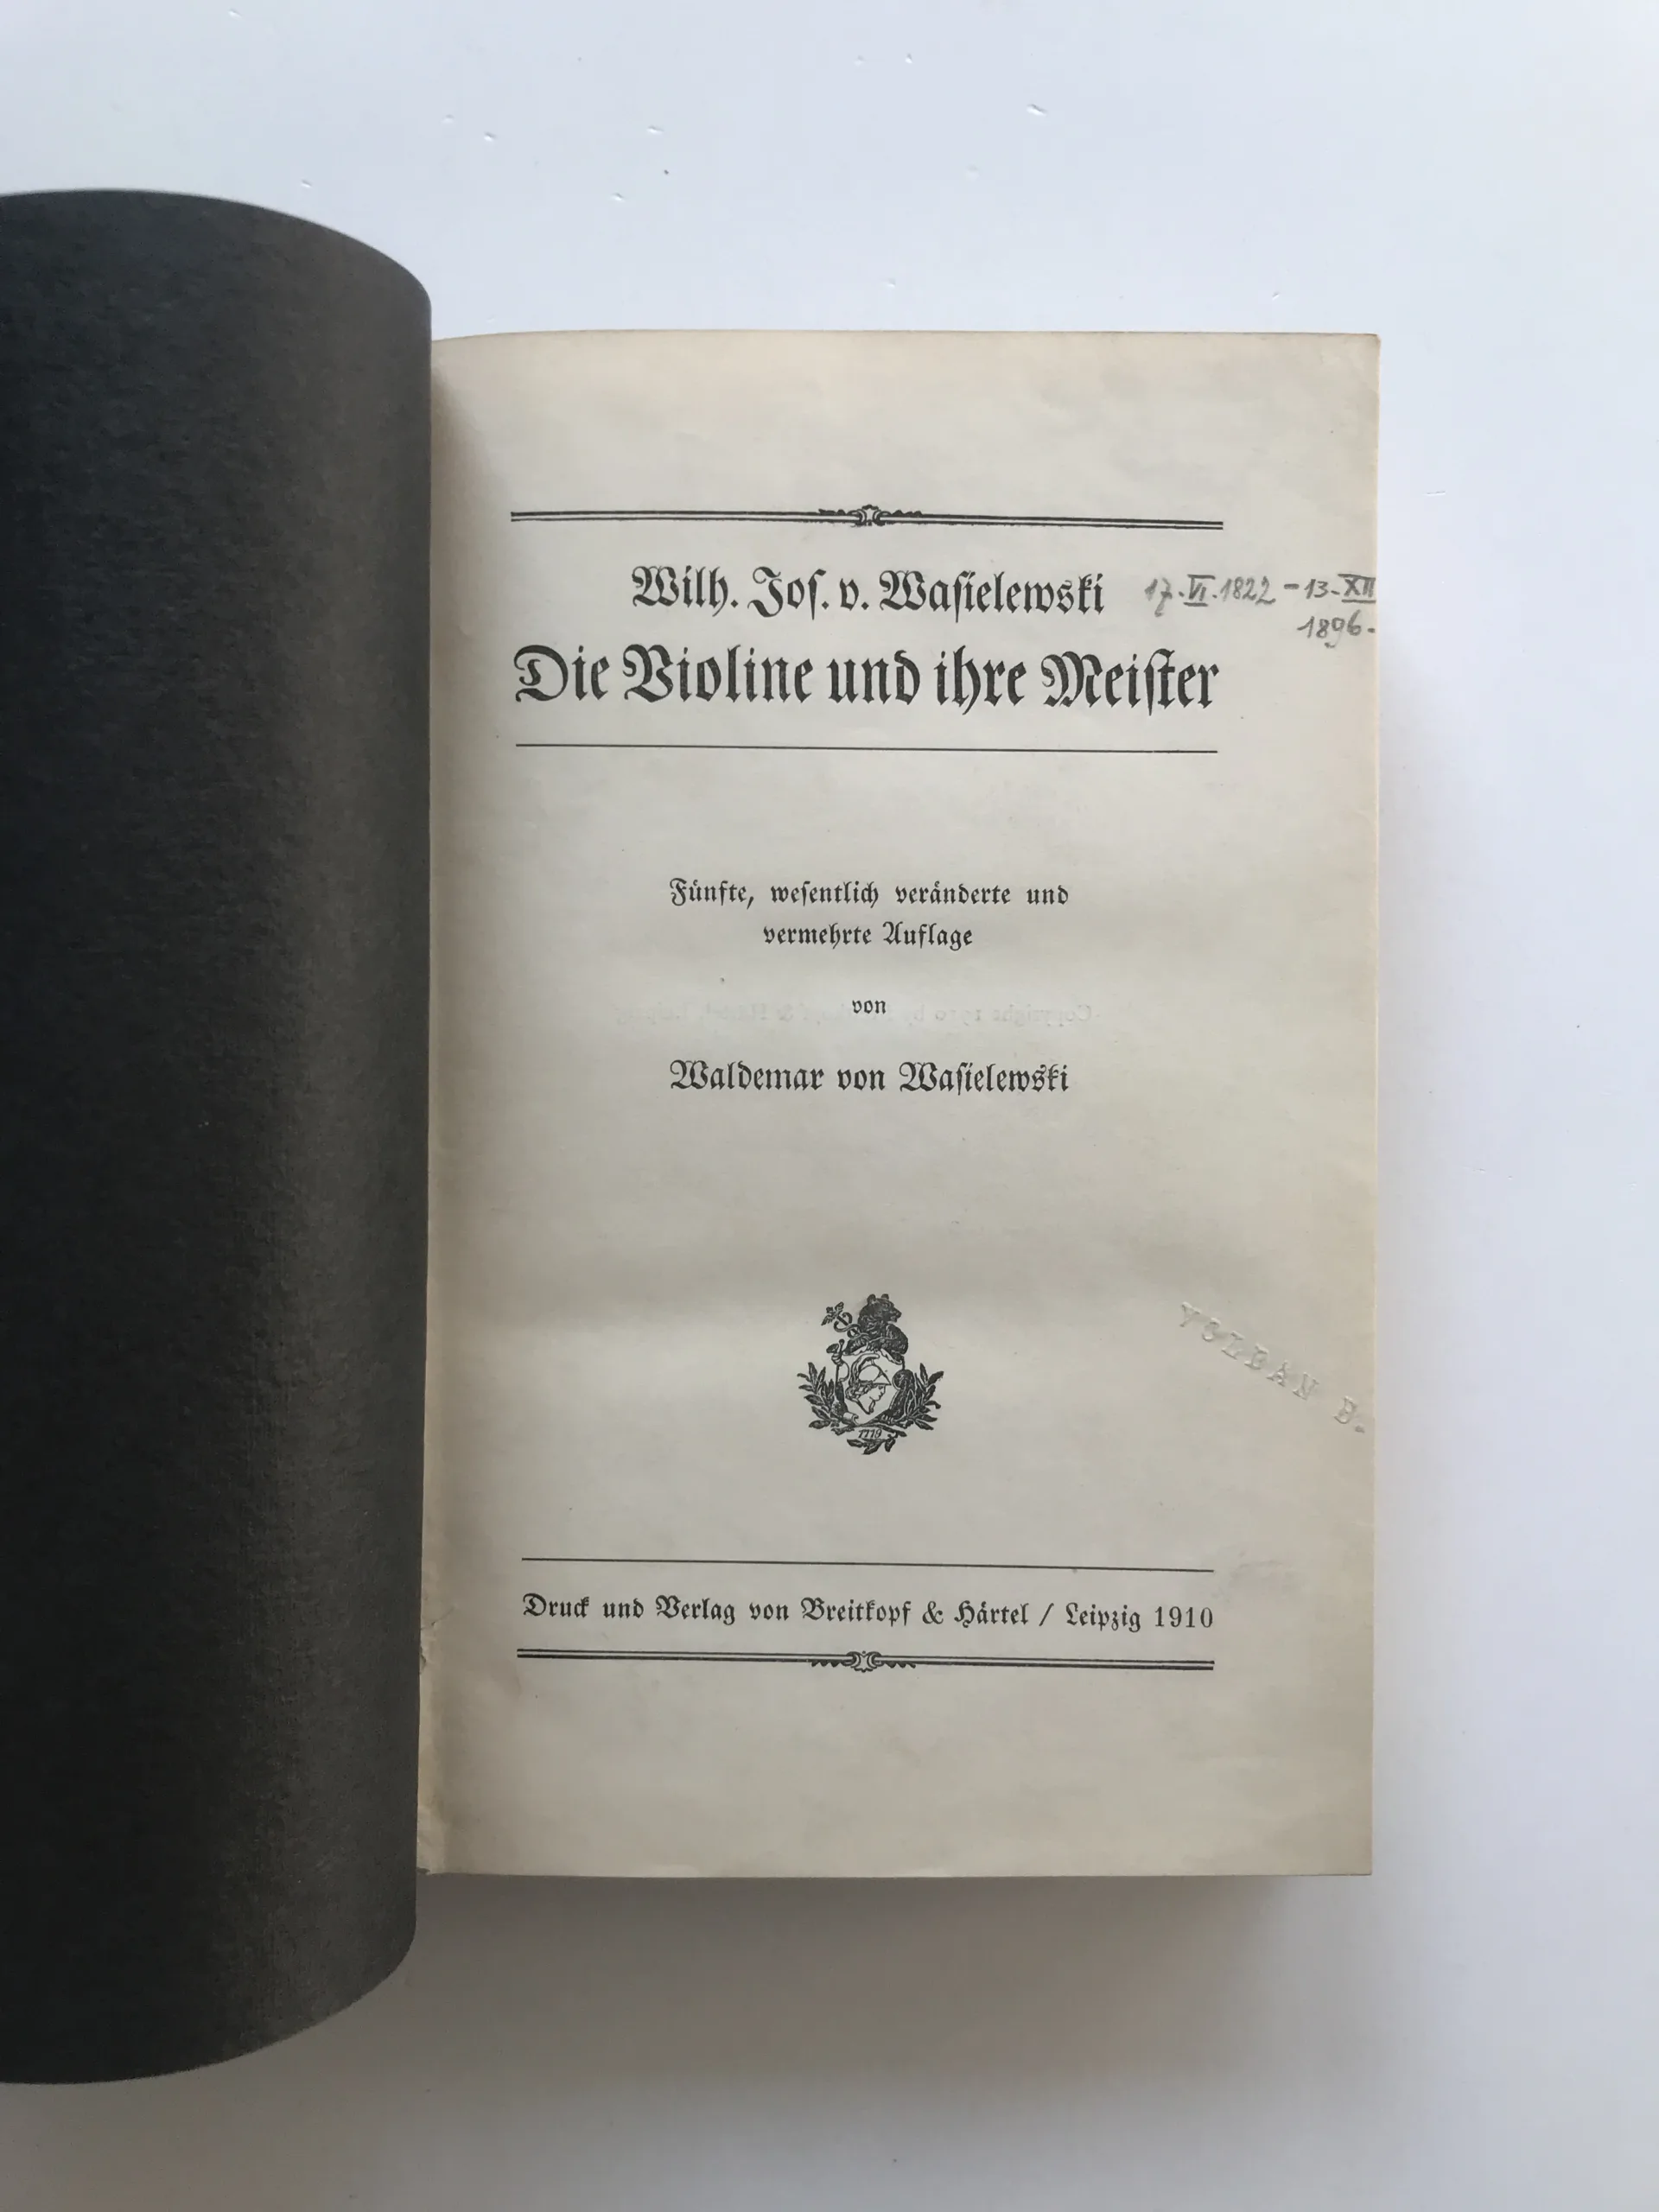 Wilh. Jos. v. Wasielewski
17.VI.1822 - 13.XII
1896.
Die Violine und ihre Meister
Fünfte, wesentlich veränderte und
vermehrte Auflage
von
Waldemar von Wasielewski
1719
Druck und Verlag von Breitkopf & Härtel / Leipzig 1910